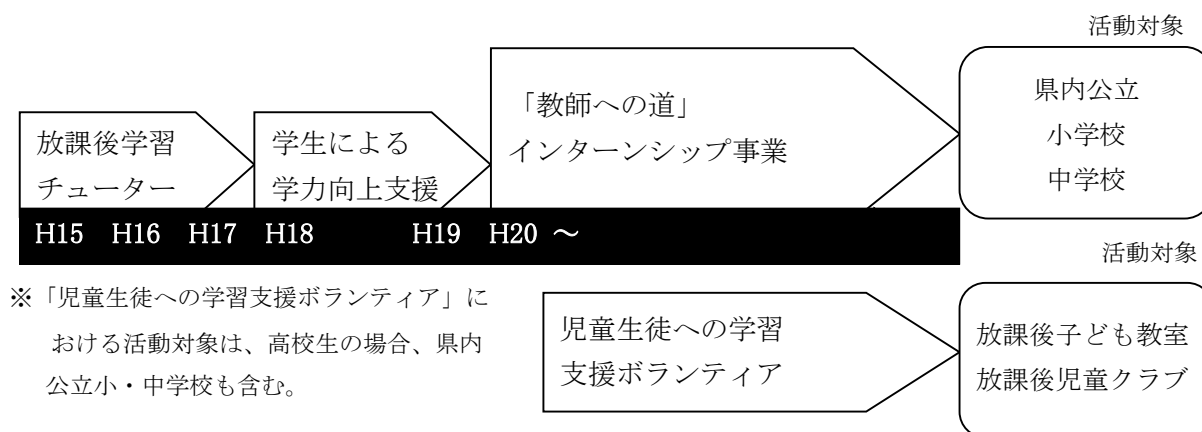 活動対象
放課後学習
チューター
学生による
学力向上支援
「教師への道」
インターンシップ事業
県内公立
小学校
中学校
H15 H16 H17 H18 H19 H20 ～
活動対象
※「児童生徒への学習支援ボランティア」に
おける活動対象は、高校生の場合、県内
公立小・中学校も含む。
児童生徒への学習
支援ボランティア
放課後子ども教室
放課後児童クラブ